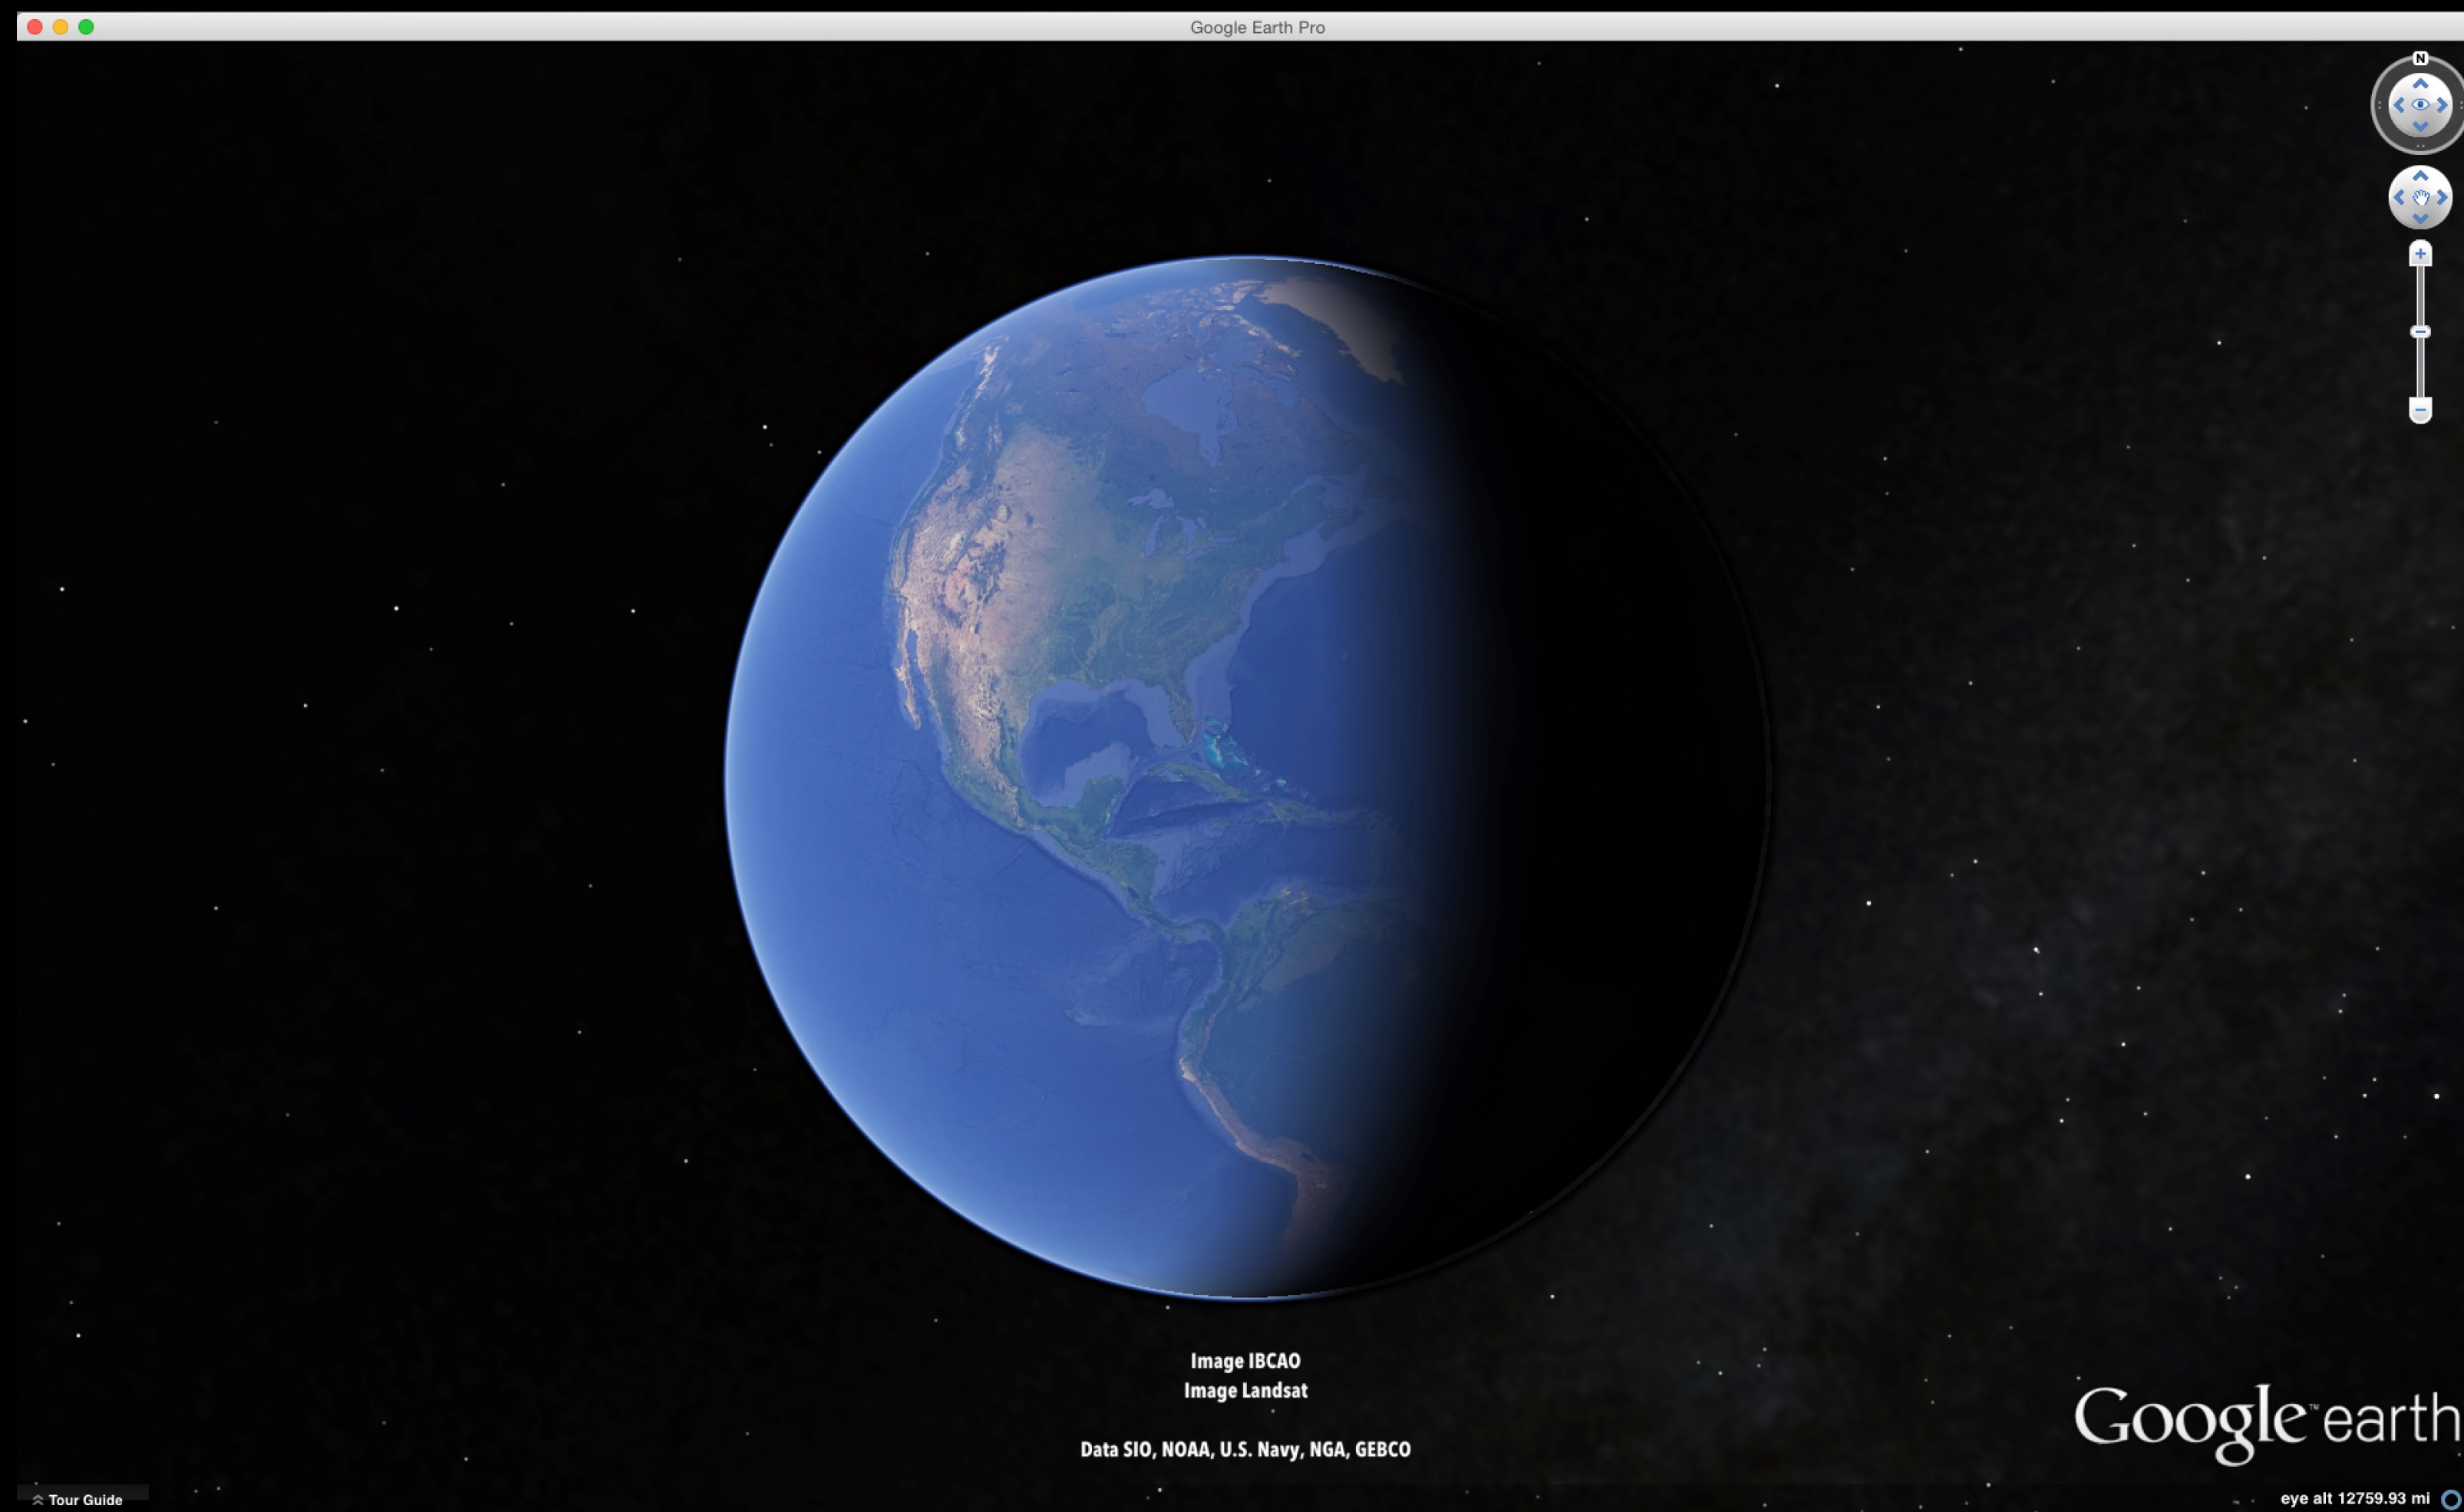 Google Earth Pro
N
Image IBCAO
Image Landsat
Data SIO, NOAA, U.S. Navy, NGA, GEBCO
Google™ earth
Tour Guide
eye alt 12759.93 mi